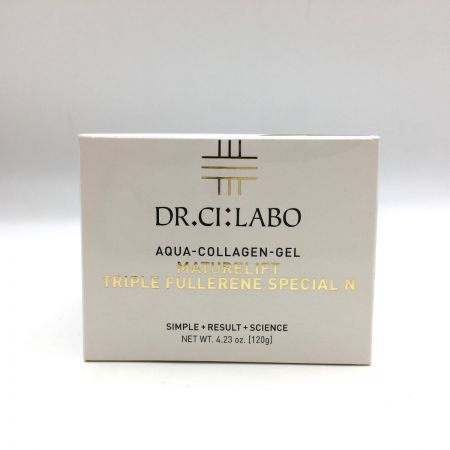 DR.CI:LABO
AQUA-COLLAGEN-GEL
MATURELIFT
TRIPLE FULLERENE SPECIAL N
SIMPLE + RESULT + SCIENCE
NET WT. 4.23 oz. [120g]